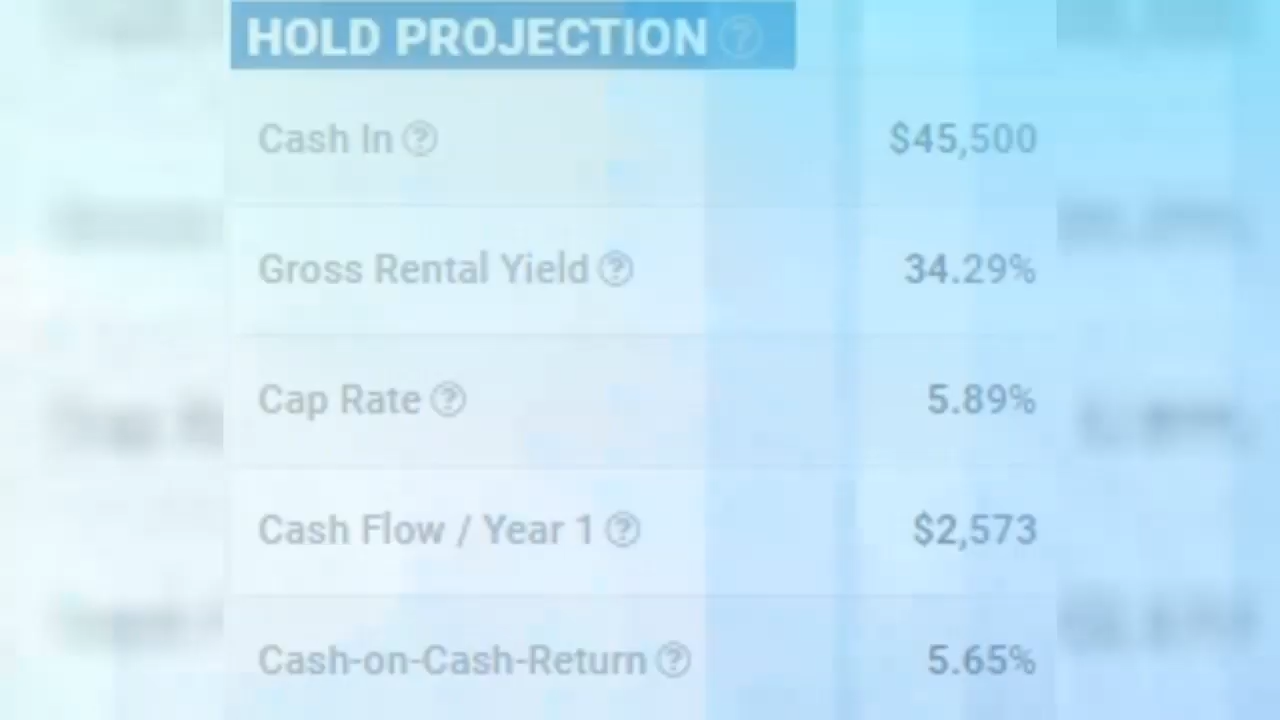 HOLD PROJECTION ?
Cash In ? $45,500
Gross Rental Yield ? 34.29%
Cap Rate ? 5.89%
Cash Flow / Year 1 ? $2,573
Cash-on-Cash-Return ? 5.65%